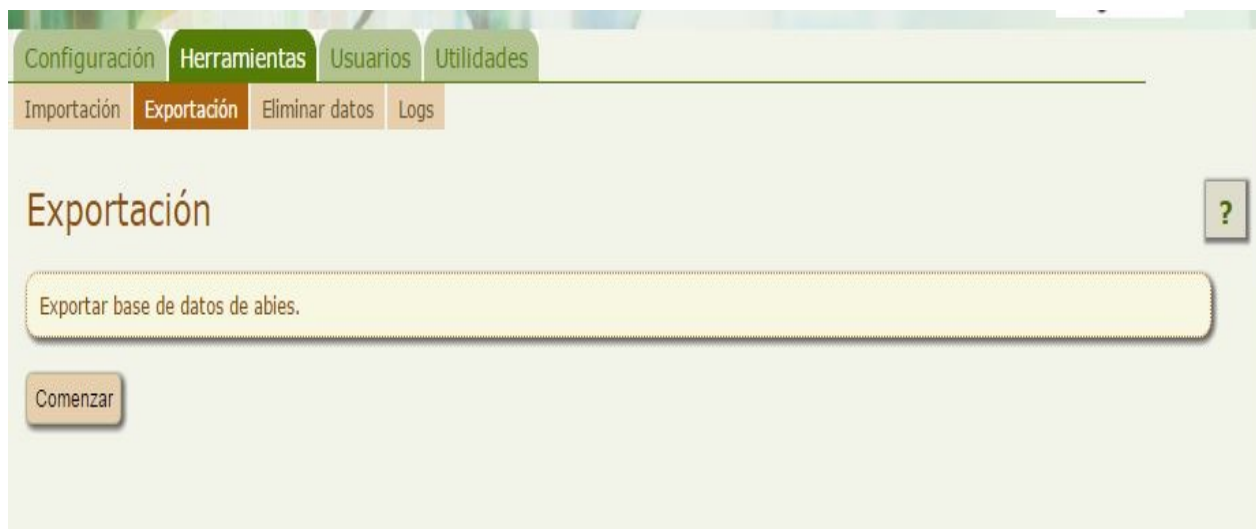 Configuración Herramientas Usuarios Utilidades
Importación Exportación Eliminar datos Logs
Exportación
?
Exportar base de datos de abies.
Comenzar